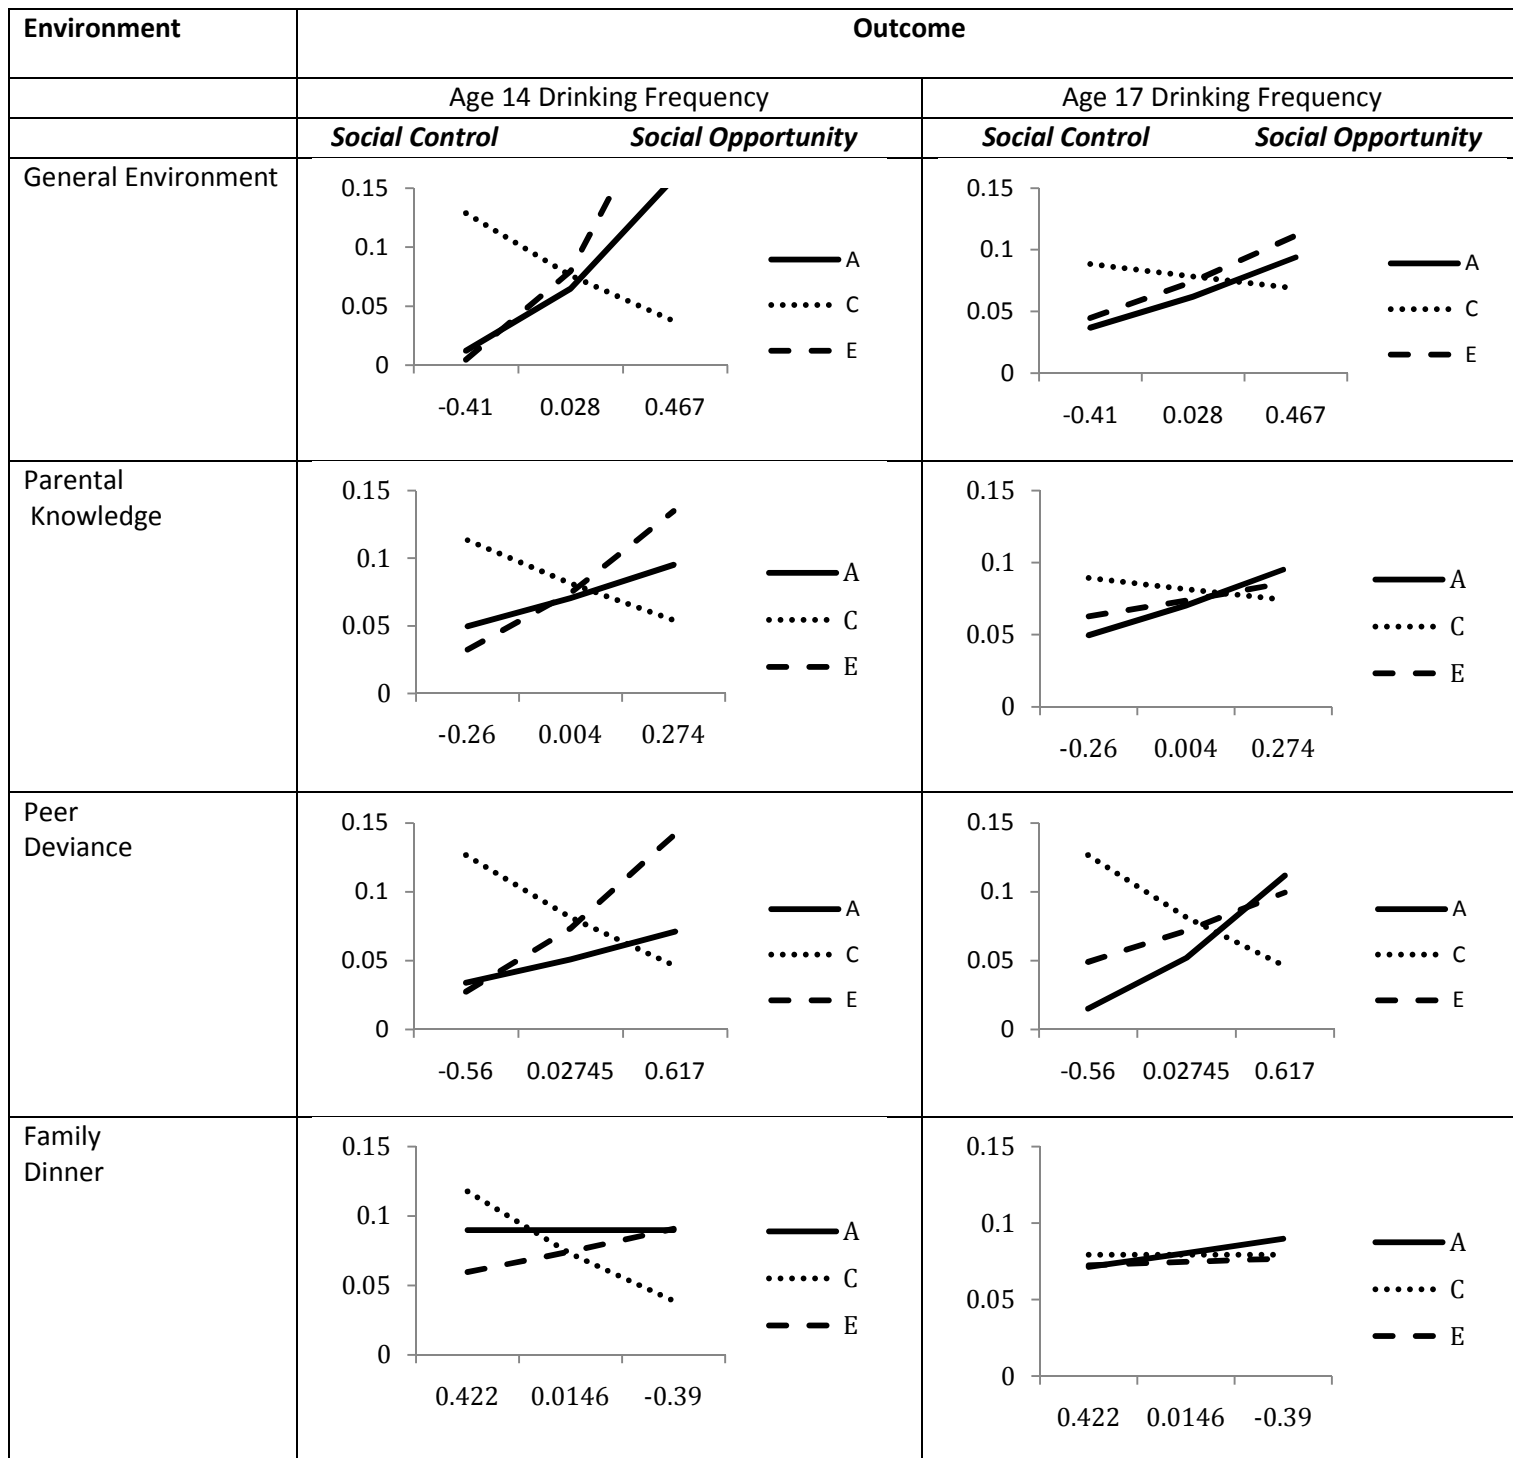 Environment Outcome
Age 14 Drinking Frequency Age 17 Drinking Frequency
Social Control Social Opportunity Social Control Social Opportunity
General Environment
0.15
0.1
0.05
0
-0.41 0.028 0.467
A
C
E
0.15
0.1
0.05
0
-0.41 0.028 0.467
A
C
E
Parental
Knowledge
0.15
0.1
0.05
0
-0.26 0.004 0.274
A
C
E
0.15
0.1
0.05
0
-0.26 0.004 0.274
A
C
E
Peer
Deviance
0.15
0.1
0.05
0
-0.56 0.02745 0.617
A
C
E
0.15
0.1
0.05
0
-0.56 0.02745 0.617
A
C
E
Family
Dinner
0.15
0.1
0.05
0
0.422 0.0146 -0.39
A
C
E
0.15
0.1
0.05
0
0.422 0.0146 -0.39
A
C
E